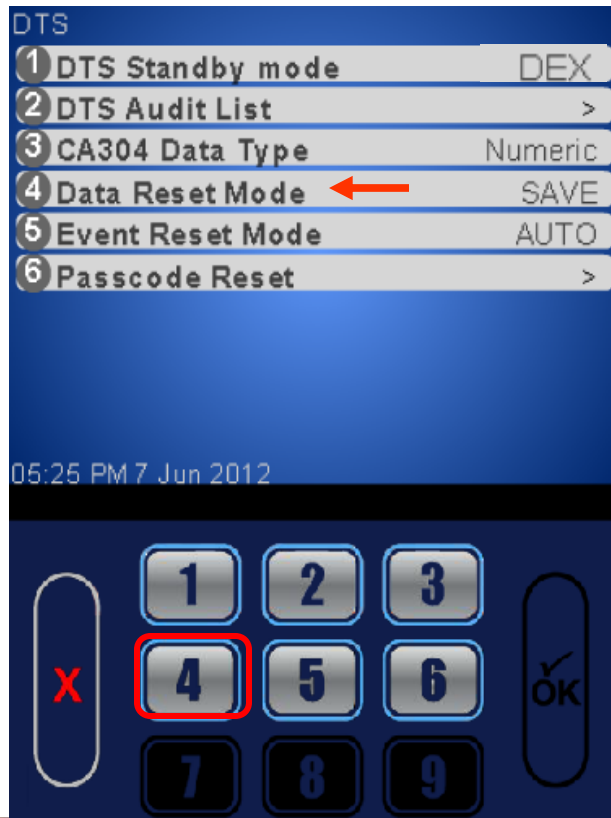 DTS
1 DTS Standby mode DEX
2 DTS Audit List >
3 CA304 Data Type Numeric
4 Data Reset Mode SAVE
5 Event Reset Mode AUTO
6 Passcode Reset >
05:25 PM 7 Jun 2012
1 2 3
X 4 5 6 OK
7 8 9